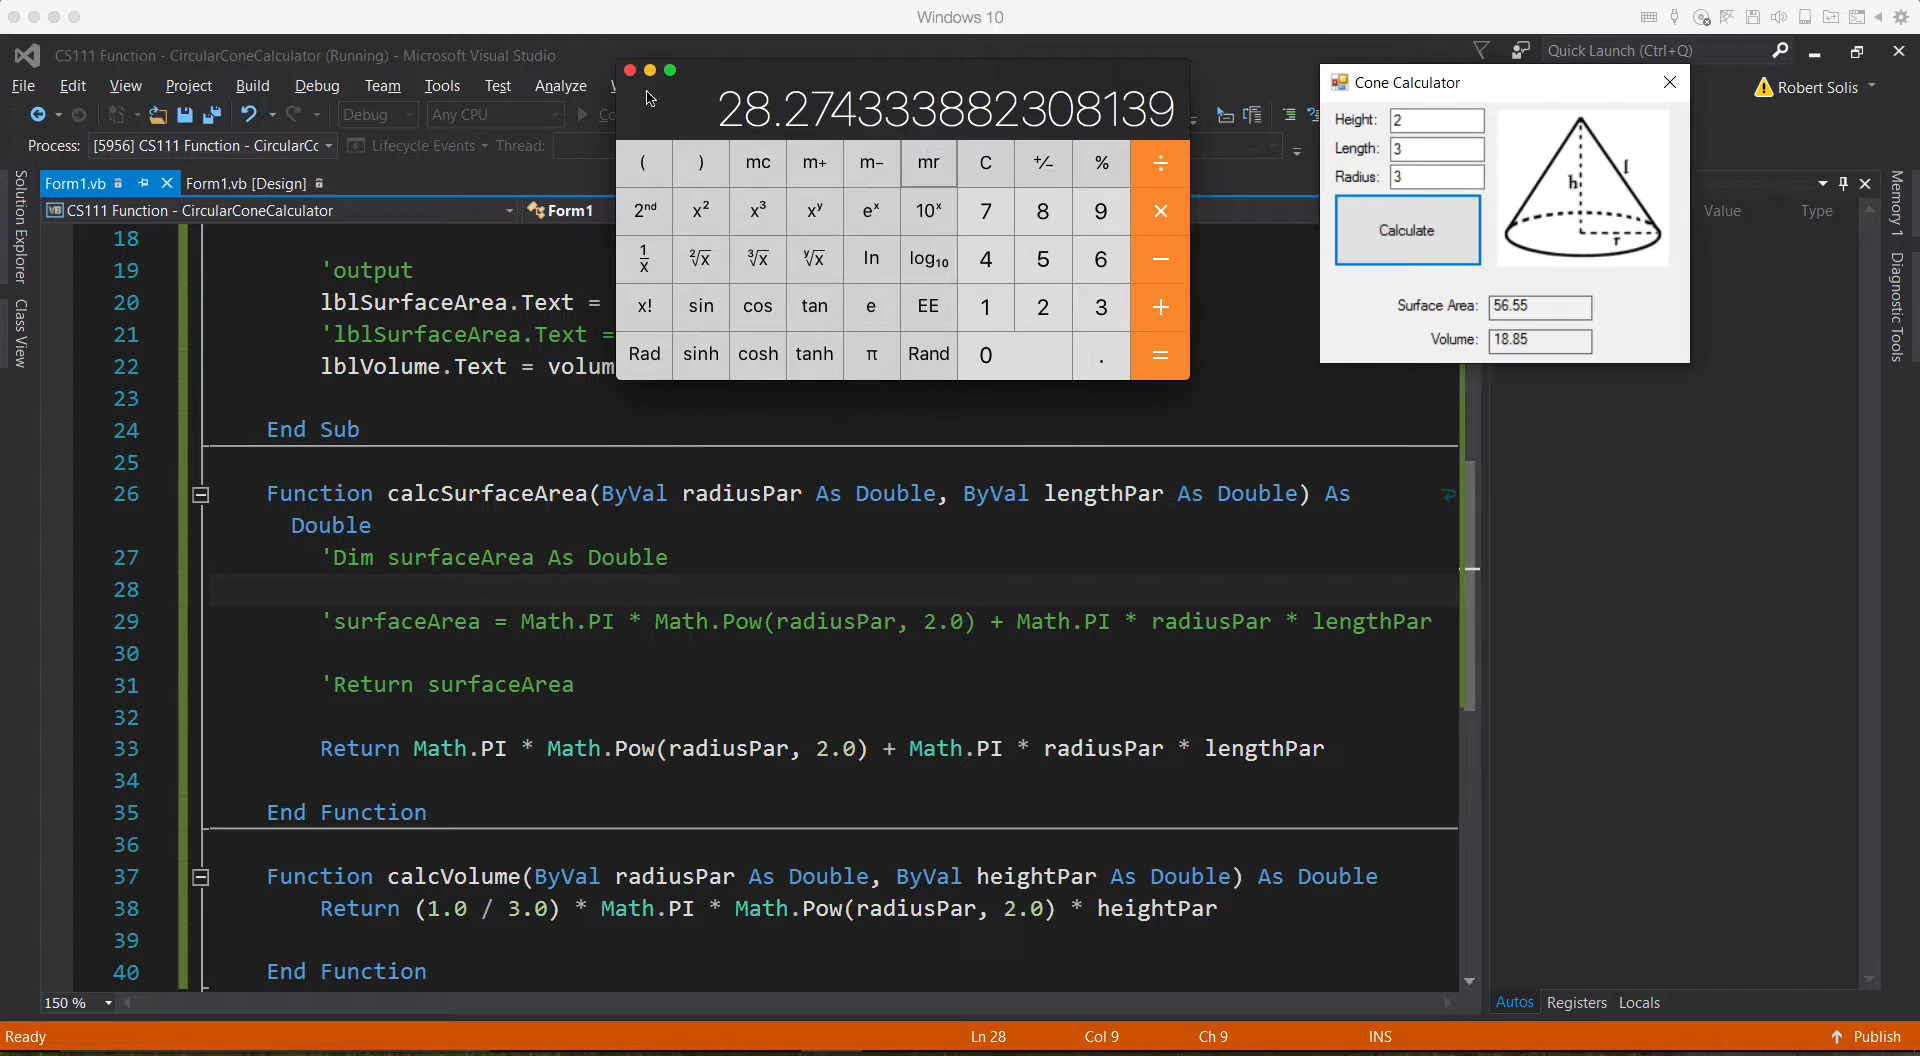 Windows 10
CS111 Function - CircularConeCalculator (Running) - Microsoft Visual Studio
Quick Launch (Ctrl+Q)
File Edit View Project Build Debug Team Tools Test Analyze
Robert Solis
Debug Any CPU
Process: [5956] CS111 Function - CircularCc Lifecycle Events Thread:
Form1.vb Form1.vb [Design]
CS111 Function - CircularConeCalculator Form1
Solution Explorer
Class View
28.274333882308139
( ) mc m+ m− mr C +/− % ÷
2nd x² x³ xʸ eˣ 10ˣ 7 8 9 ×
1/x ²√x ³√x ʸ√x ln log₁₀ 4 5 6 −
x! sin cos tan e EE 1 2 3 +
Rad sinh cosh tanh π Rand 0 . =
Cone Calculator
Height: 2
Length: 3
Radius: 3
Calculate
h
l
r
Surface Area: 56.55
Volume: 18.85
Value Type
Memory 1
Diagnostic Tools
18
19 'output
20 lblSurfaceArea.Text =
21 'lblSurfaceArea.Text =
22 lblVolume.Text = volum
23
24 End Sub
25
26 Function calcSurfaceArea(ByVal radiusPar As Double, ByVal lengthPar As Double) As
Double
27 'Dim surfaceArea As Double
28
29 'surfaceArea = Math.PI * Math.Pow(radiusPar, 2.0) + Math.PI * radiusPar * lengthPar
30
31 'Return surfaceArea
32
33 Return Math.PI * Math.Pow(radiusPar, 2.0) + Math.PI * radiusPar * lengthPar
34
35 End Function
36
37 Function calcVolume(ByVal radiusPar As Double, ByVal heightPar As Double) As Double
38 Return (1.0 / 3.0) * Math.PI * Math.Pow(radiusPar, 2.0) * heightPar
39
40 End Function
150 %
Autos Registers Locals
Ready Ln 28 Col 9 Ch 9 INS Publish